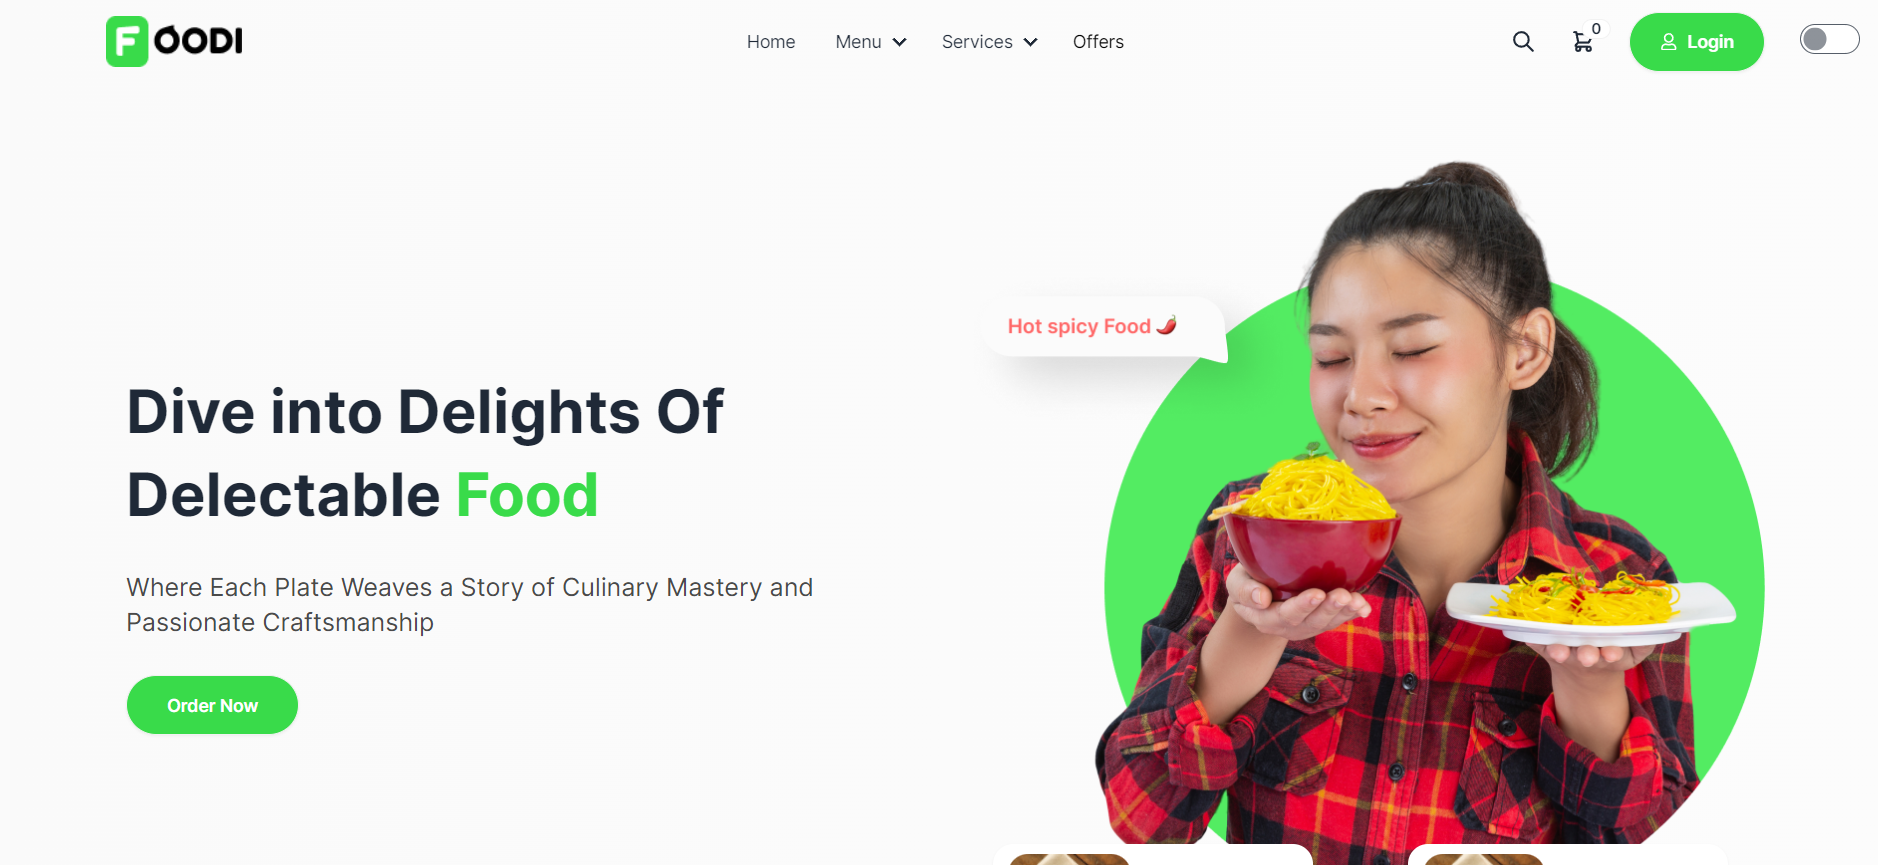 FOODI
Home
Menu
Services
Offers
0
Login
Hot spicy Food🌶️
Dive into Delights Of
Delectable Food
Where Each Plate Weaves a Story of Culinary Mastery and
Passionate Craftsmanship
Order Now